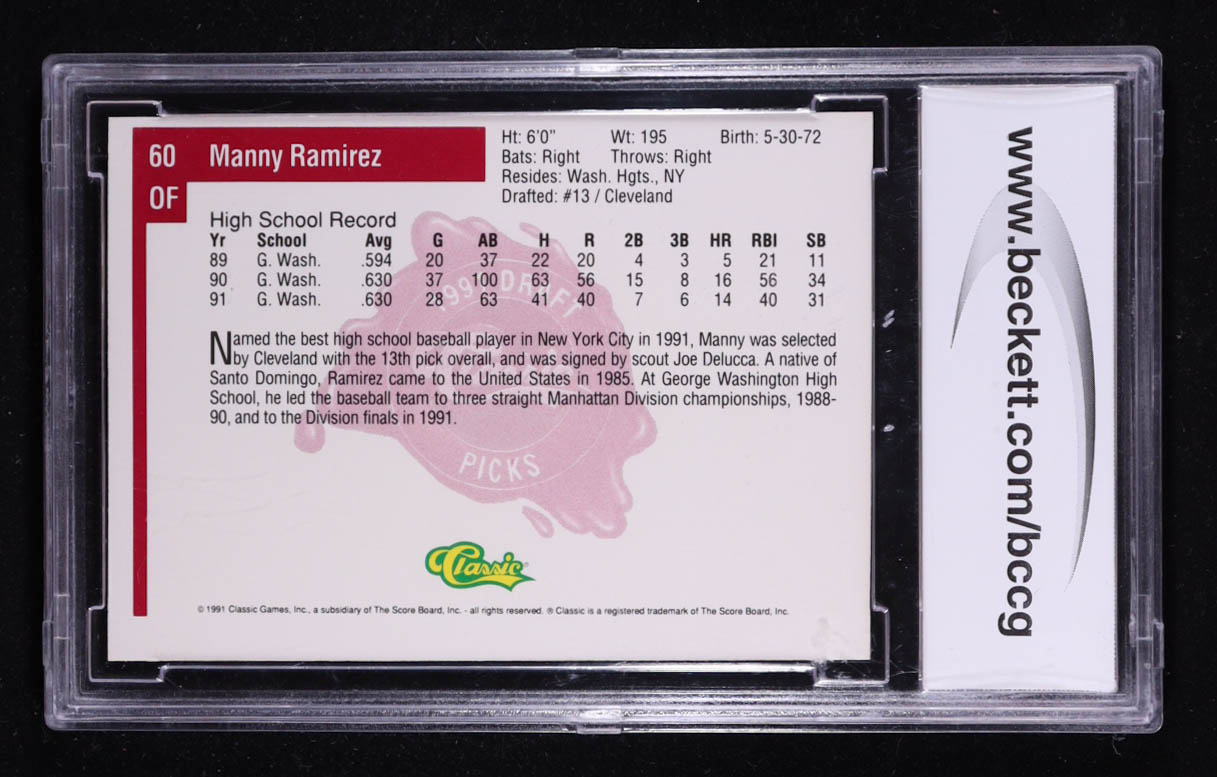 60 Manny Ramirez
OF
Ht: 6'0" Wt: 195 Birth: 5-30-72
Bats: Right Throws: Right
Resides: Wash. Hgts., NY
Drafted: #13 / Cleveland
High School Record
Yr School Avg G AB H R 2B 3B HR RBI SB
89 G. Wash. .594 20 37 22 20 4 3 5 21 11
90 G. Wash. .630 37 100 63 56 15 8 16 56 34
91 G. Wash. .630 28 63 41 40 7 6 14 40 31
Named the best high school baseball player in New York City in 1991, Manny was selected
by Cleveland with the 13th pick overall, and was signed by scout Joe Delucca. A native of
Santo Domingo, Ramirez came to the United States in 1985. At George Washington High
School, he led the baseball team to three straight Manhattan Division championships, 1988-
90, and to the Division finals in 1991.
1991 DRAFT
PICKS
Classic
© 1991 Classic Games, Inc., a subsidiary of The Score Board, Inc. - all rights reserved. ® Classic is a registered trademark of The Score Board, Inc.
www.beckett.com/bccg